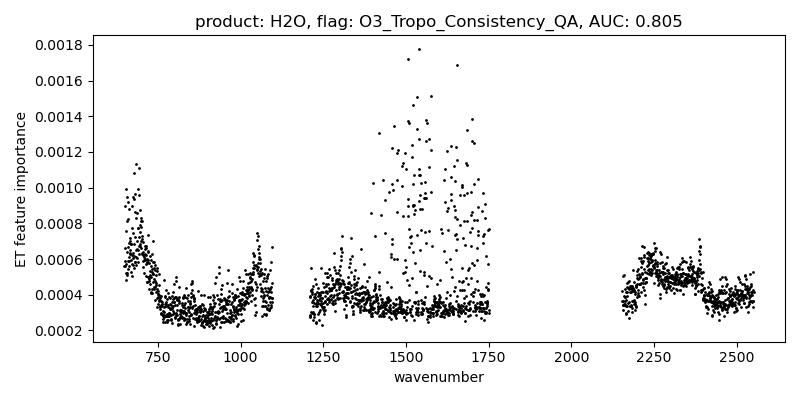 product: H2O, flag: O3_Tropo_Consistency_QA, AUC: 0.805
0.0018
0.0016
0.0014
0.0012
0.0010
0.0008
0.0006
0.0004
0.0002
ET feature importance
750 1000 1250 1500 1750 2000 2250 2500
wavenumber